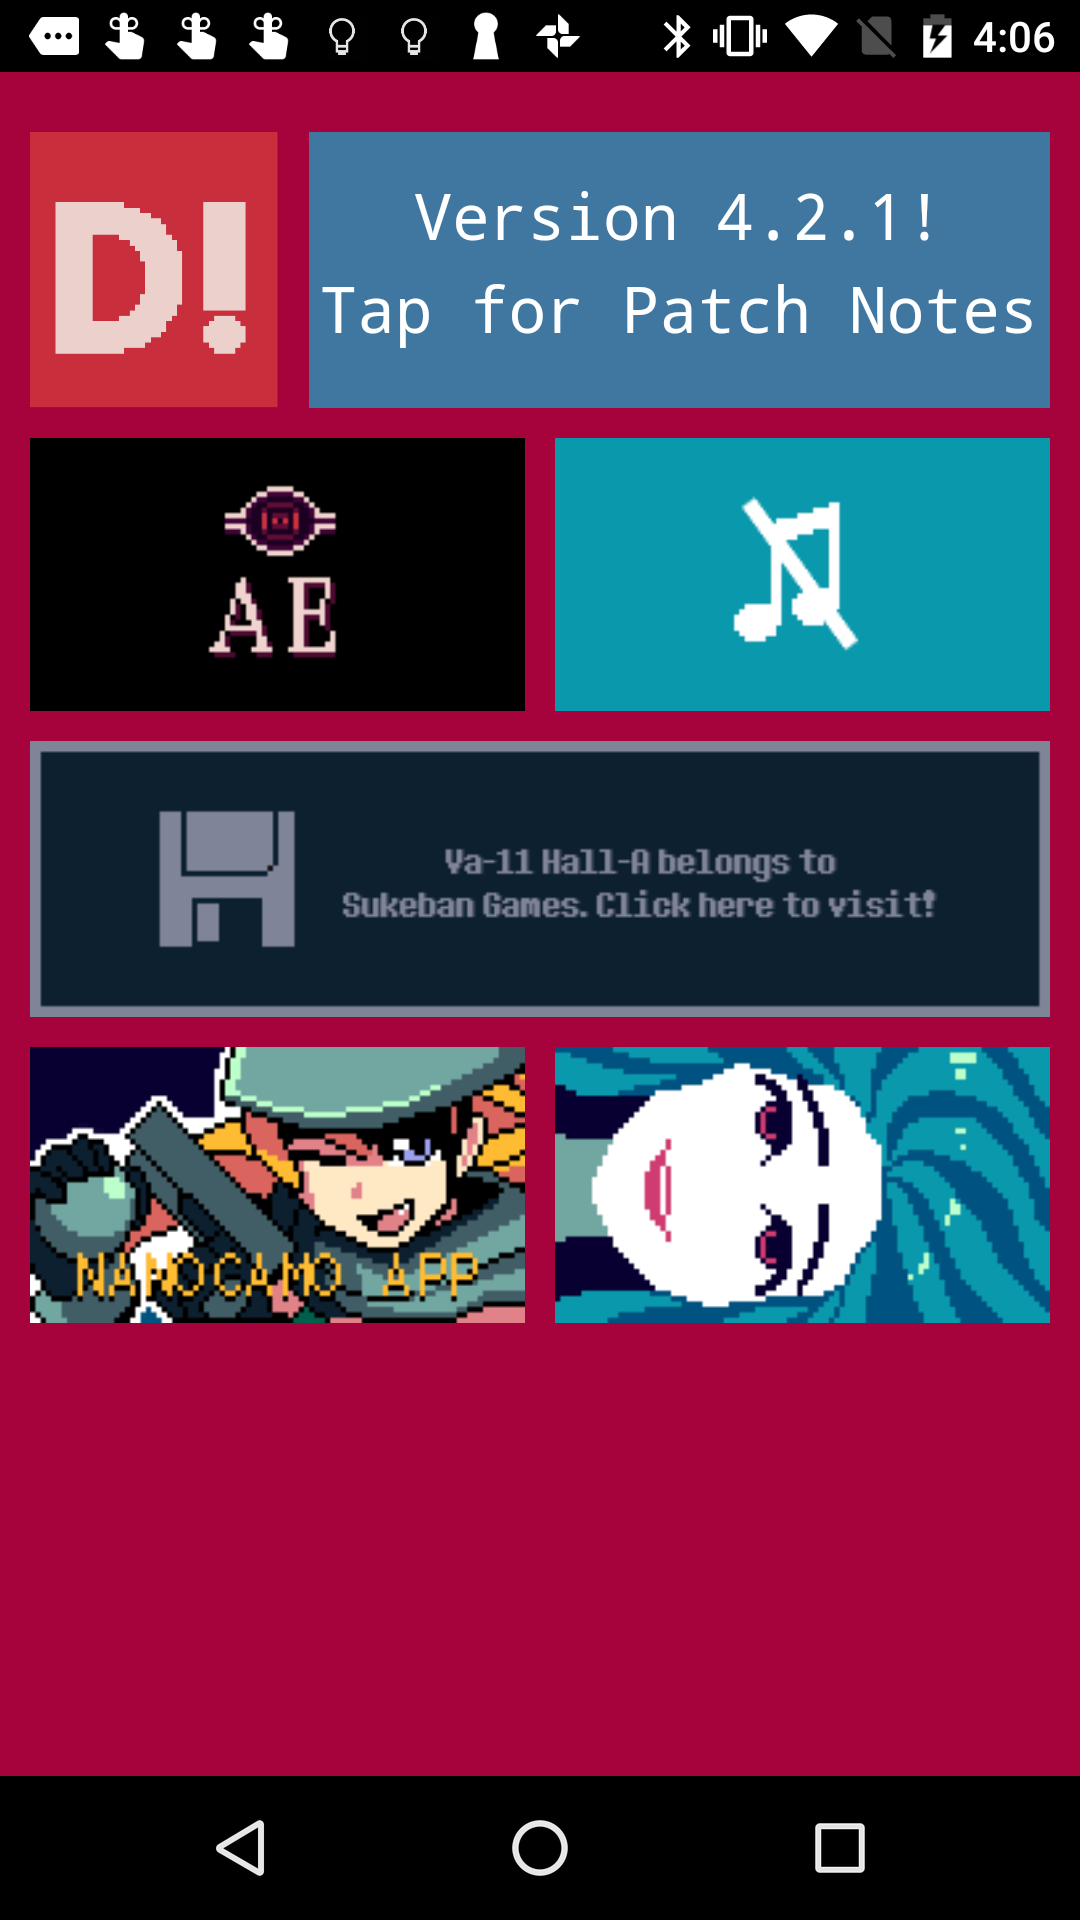 4:06
D!
Version 4.2.1!
Tap for Patch Notes
AE
Va-11 Hall-A belongs to
Sukeban Games. Click here to visit!
NANOCAMO APP